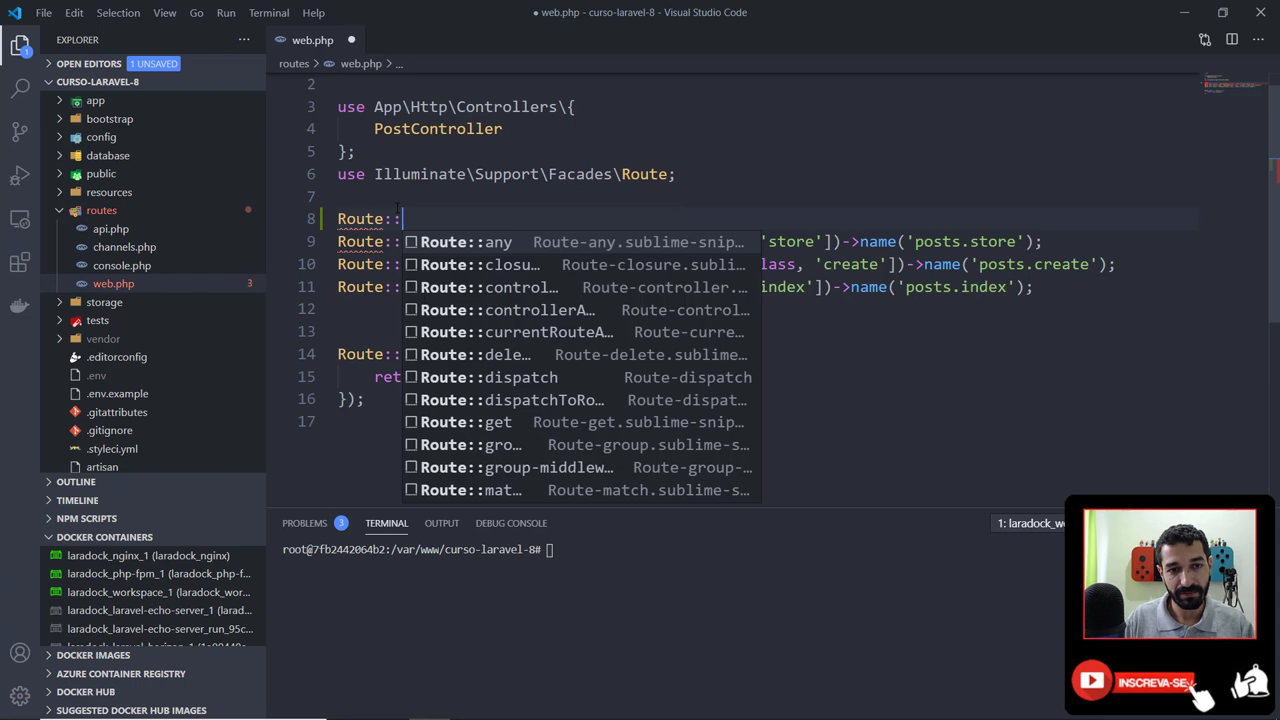 File Edit Selection View Go Run Terminal Help
● web.php - curso-laravel-8 - Visual Studio Code
EXPLORER
OPEN EDITORS 1 UNSAVED
CURSO-LARAVEL-8
app
bootstrap
config
database
public
resources
routes
api.php
channels.php
console.php
web.php 3
storage
tests
vendor
.editorconfig
.env
.env.example
.gitattributes
.gitignore
.styleci.yml
artisan
OUTLINE
TIMELINE
NPM SCRIPTS
DOCKER CONTAINERS
laradock_nginx_1 (laradock_nginx)
laradock_php-fpm_1 (laradock_php-f...
laradock_workspace_1 (laradock_wor...
laradock_laravel-echo-server_1 (larad...
laradock_laravel-echo-server_run_95c...
DOCKER IMAGES
AZURE CONTAINER REGISTRY
DOCKER HUB
SUGGESTED DOCKER HUB IMAGES
1
web.php
routes > web.php > ...
2
3 use App\Http\Controllers\{
4 PostController
5 };
6 use Illuminate\Support\Facades\Route;
7
8 Route::
9 Route:: 'store'])->name('posts.store');
10 Route:: lass, 'create'])->name('posts.create');
11 Route:: index'])->name('posts.index');
12
13
14 Route::
15 ret
16 });
17
Route::any Route-any.sublime-snip...
Route::closu... Route-closure.subli...
Route::control... Route-controller....
Route::controllerA... Route-control...
Route::currentRouteA... Route-curre...
Route::dele... Route-delete.sublime...
Route::dispatch Route-dispatch
Route::dispatchToRo... Route-dispat...
Route::get Route-get.sublime-snip...
Route::gro... Route-group.sublime-s...
Route::group-middlew... Route-group-...
Route::mat... Route-match.sublime-s...
PROBLEMS 3 TERMINAL OUTPUT DEBUG CONSOLE
1: laradock_wo
root@7fb2442064b2:/var/www/curso-laravel-8#
INSCREVA-SE